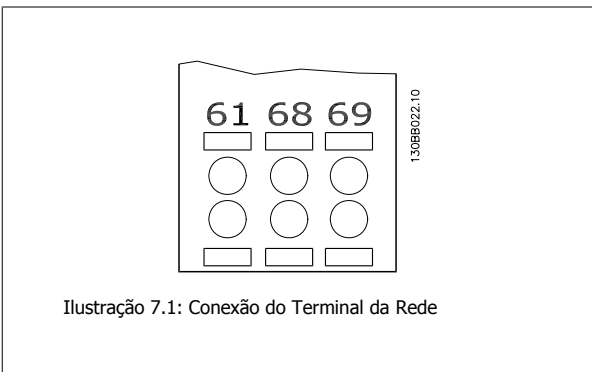 61 68 69
130BB022.10
Ilustração 7.1: Conexão do Terminal da Rede